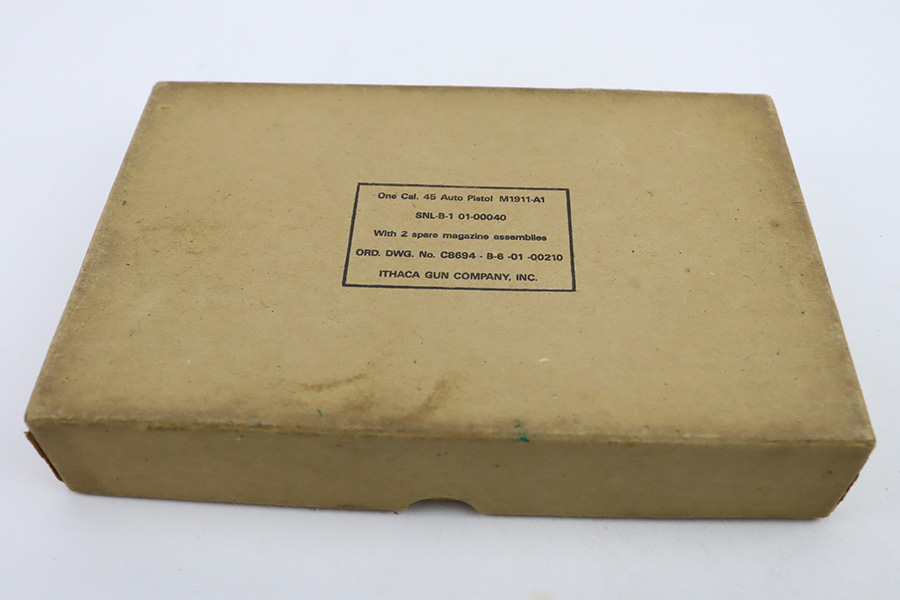 One Cal. 45 Auto Pistol M1911-A1
SNL-B-1 01-00040
With 2 spare magazine assemblies
ORD. DWG. No. C8694 - B-6 -01 -00210
ITHACA GUN COMPANY, INC.